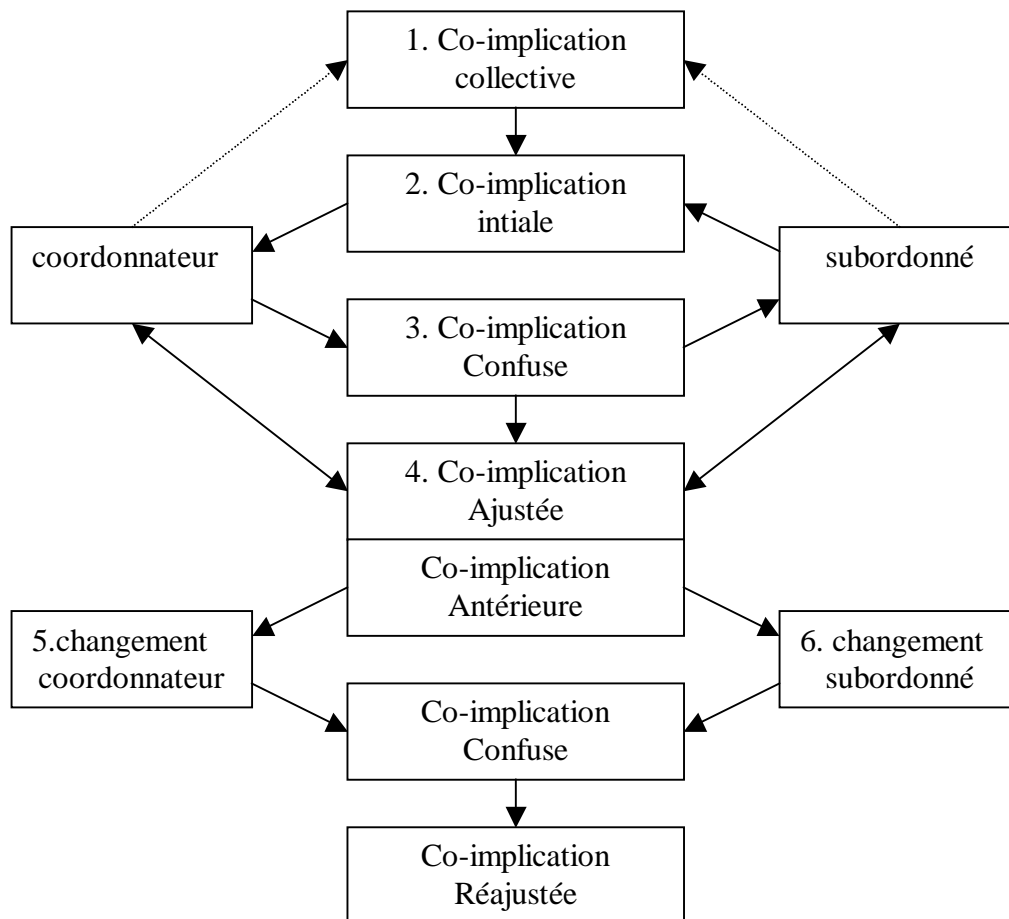 1. Co-implication
collective
2. Co-implication
intiale
coordonnateur
subordonné
3. Co-implication
Confuse
4. Co-implication
Ajustée
Co-implication
Antérieure
5.changement
coordonnateur
6. changement
subordonné
Co-implication
Confuse
Co-implication
Réajustée